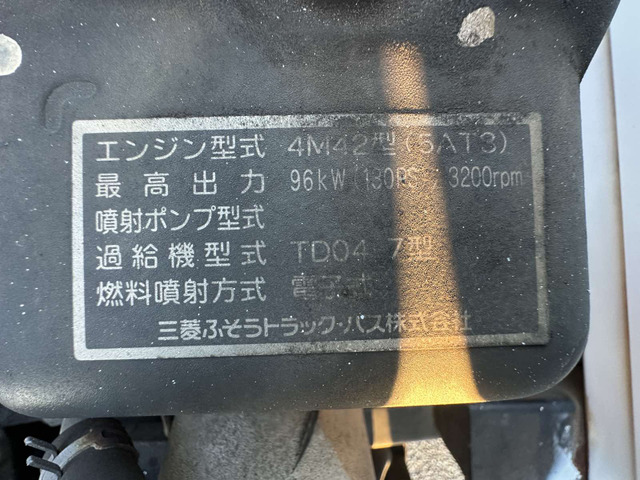 エンジン型式 4M42型(5AT3)
最高出力 96kW(130PS) 3200rpm
噴射ポンプ型式
過給機型式 TD04 7型
燃料噴射方式 電子式
三菱ふそうトラック・バス株式会社